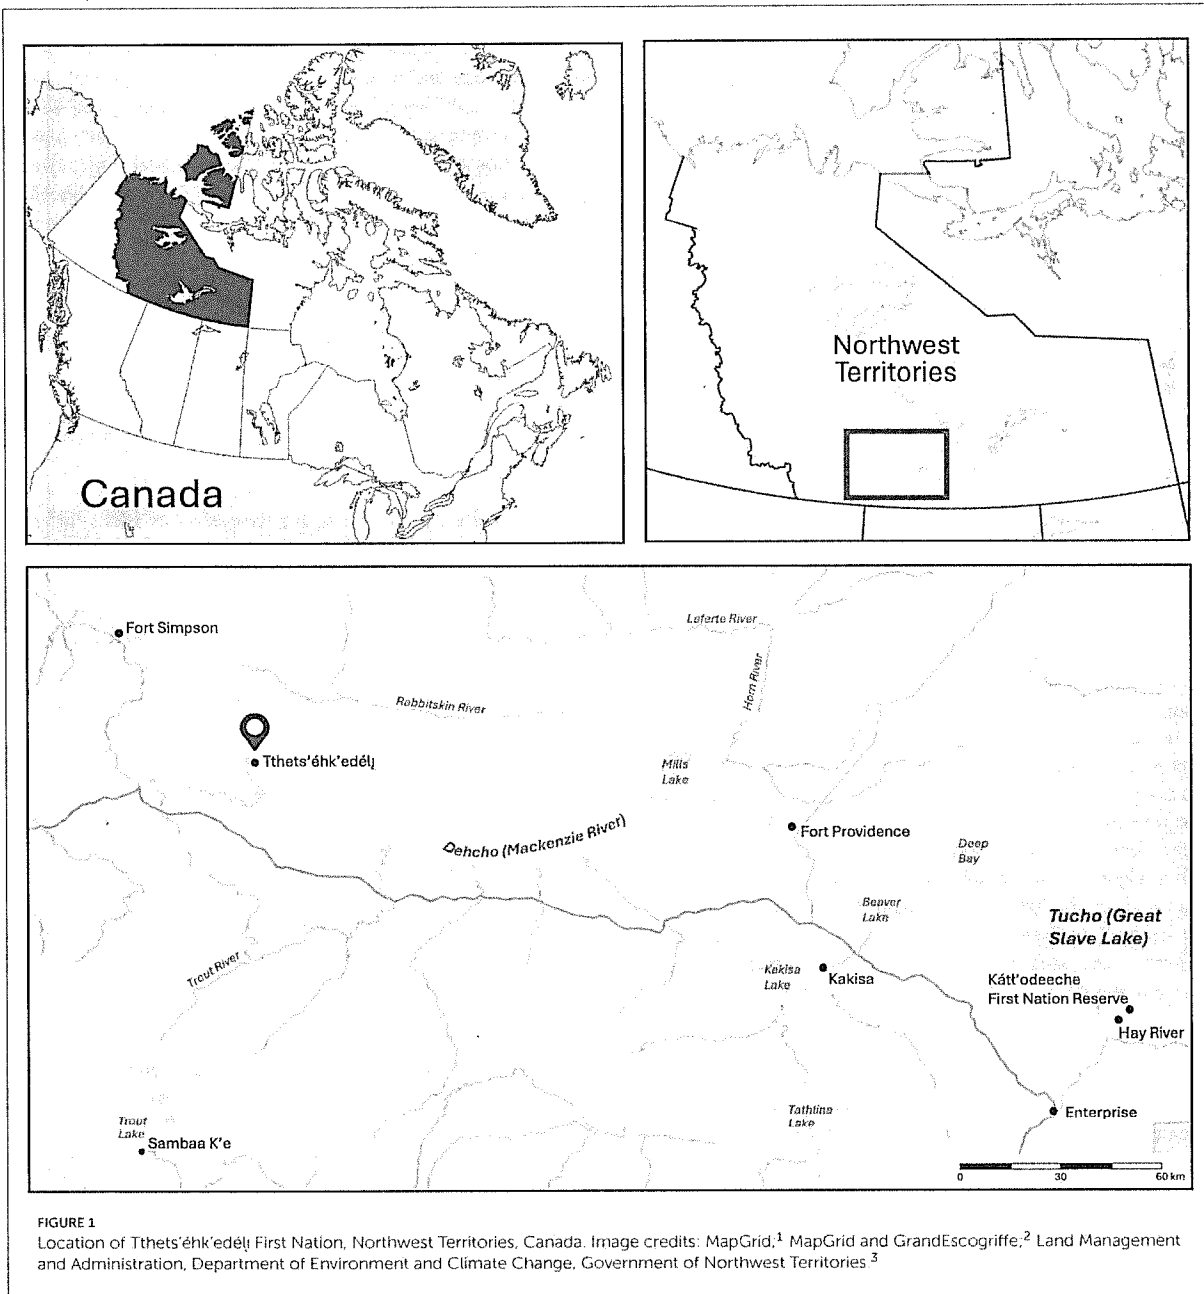 Canada
Northwest
Territories
Fort Simpson
Laferte River
Horn River
Rabbitskin River
Tthets'éhk'edélı̨
Mills
Lake
Dehcho (Mackenzie River)
Fort Providence
Deep
Bay
Beaver
Lake
Tucho (Great
Slave Lake)
Trout River
Kakisa
Lake
Kakisa
Kátł'odeeche
First Nation Reserve
Hay River
Trout
Lake
Sambaa K'e
Tathlina
Lake
Enterprise
0 30 60 km
FIGURE 1
Location of Tthets'éhk'edélı̨ First Nation, Northwest Territories, Canada. Image credits: MapGrid;1 MapGrid and GrandEscogriffe;2 Land Management
and Administration, Department of Environment and Climate Change, Government of Northwest Territories.3